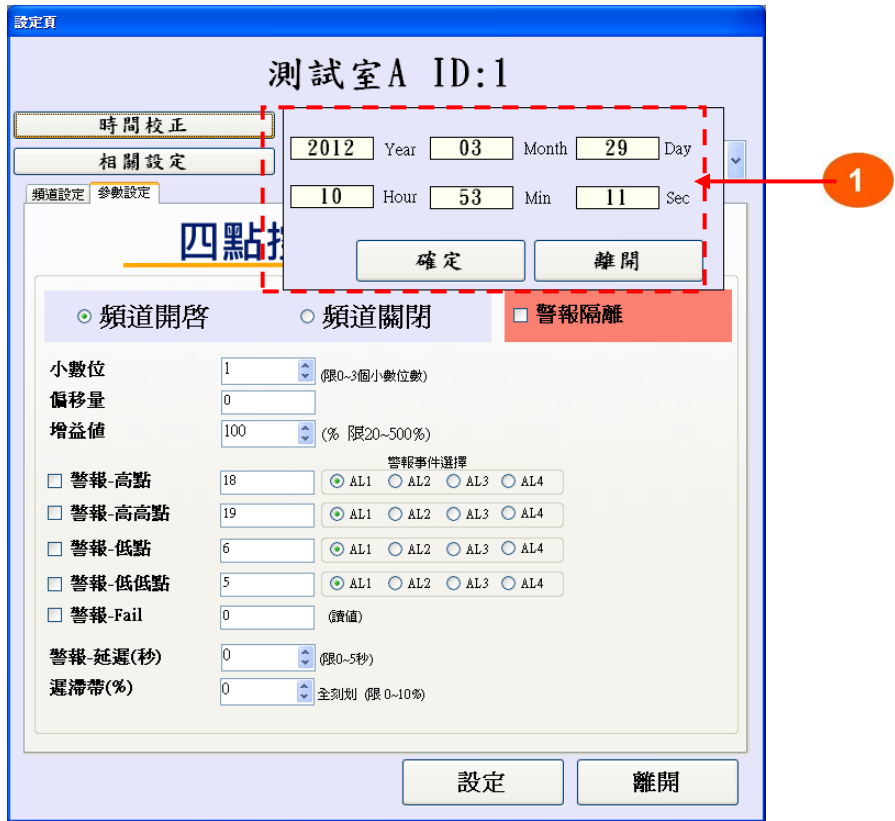 設定頁
測試室A ID:1
時間校正
相關設定
2012 Year 03 Month 29 Day
10 Hour 53 Min 11 Sec
確定 離開
1
頻道設定 參數設定
四點
頻道開啓 頻道關閉 警報隔離
小數位 1 (限0~3個小數位數)
偏移量 0
增益值 100 (% 限20~500%)
警報事件選擇
警報-高點 18 AL1 AL2 AL3 AL4
警報-高高點 19 AL1 AL2 AL3 AL4
警報-低點 6 AL1 AL2 AL3 AL4
警報-低低點 5 AL1 AL2 AL3 AL4
警報-Fail 0 (讀值)
警報-延遲(秒) 0 (限0~5秒)
遲滯帶(%) 0 全刻划 (限 0~10%)
設定 離開